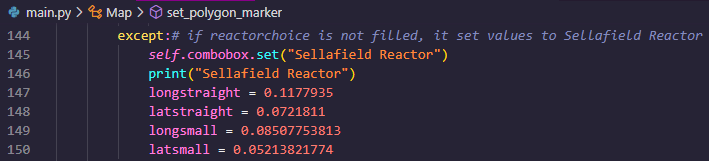 main.py > Map > set_polygon_marker
144 except:# if reactorchoice is not filled, it set values to Sellafield Reactor
145 self.combobox.set("Sellafield Reactor")
146 print("Sellafield Reactor")
147 longstraight = 0.1177935
148 latstraight = 0.0721811
149 longsmall = 0.08507753813
150 latsmall = 0.05213821774